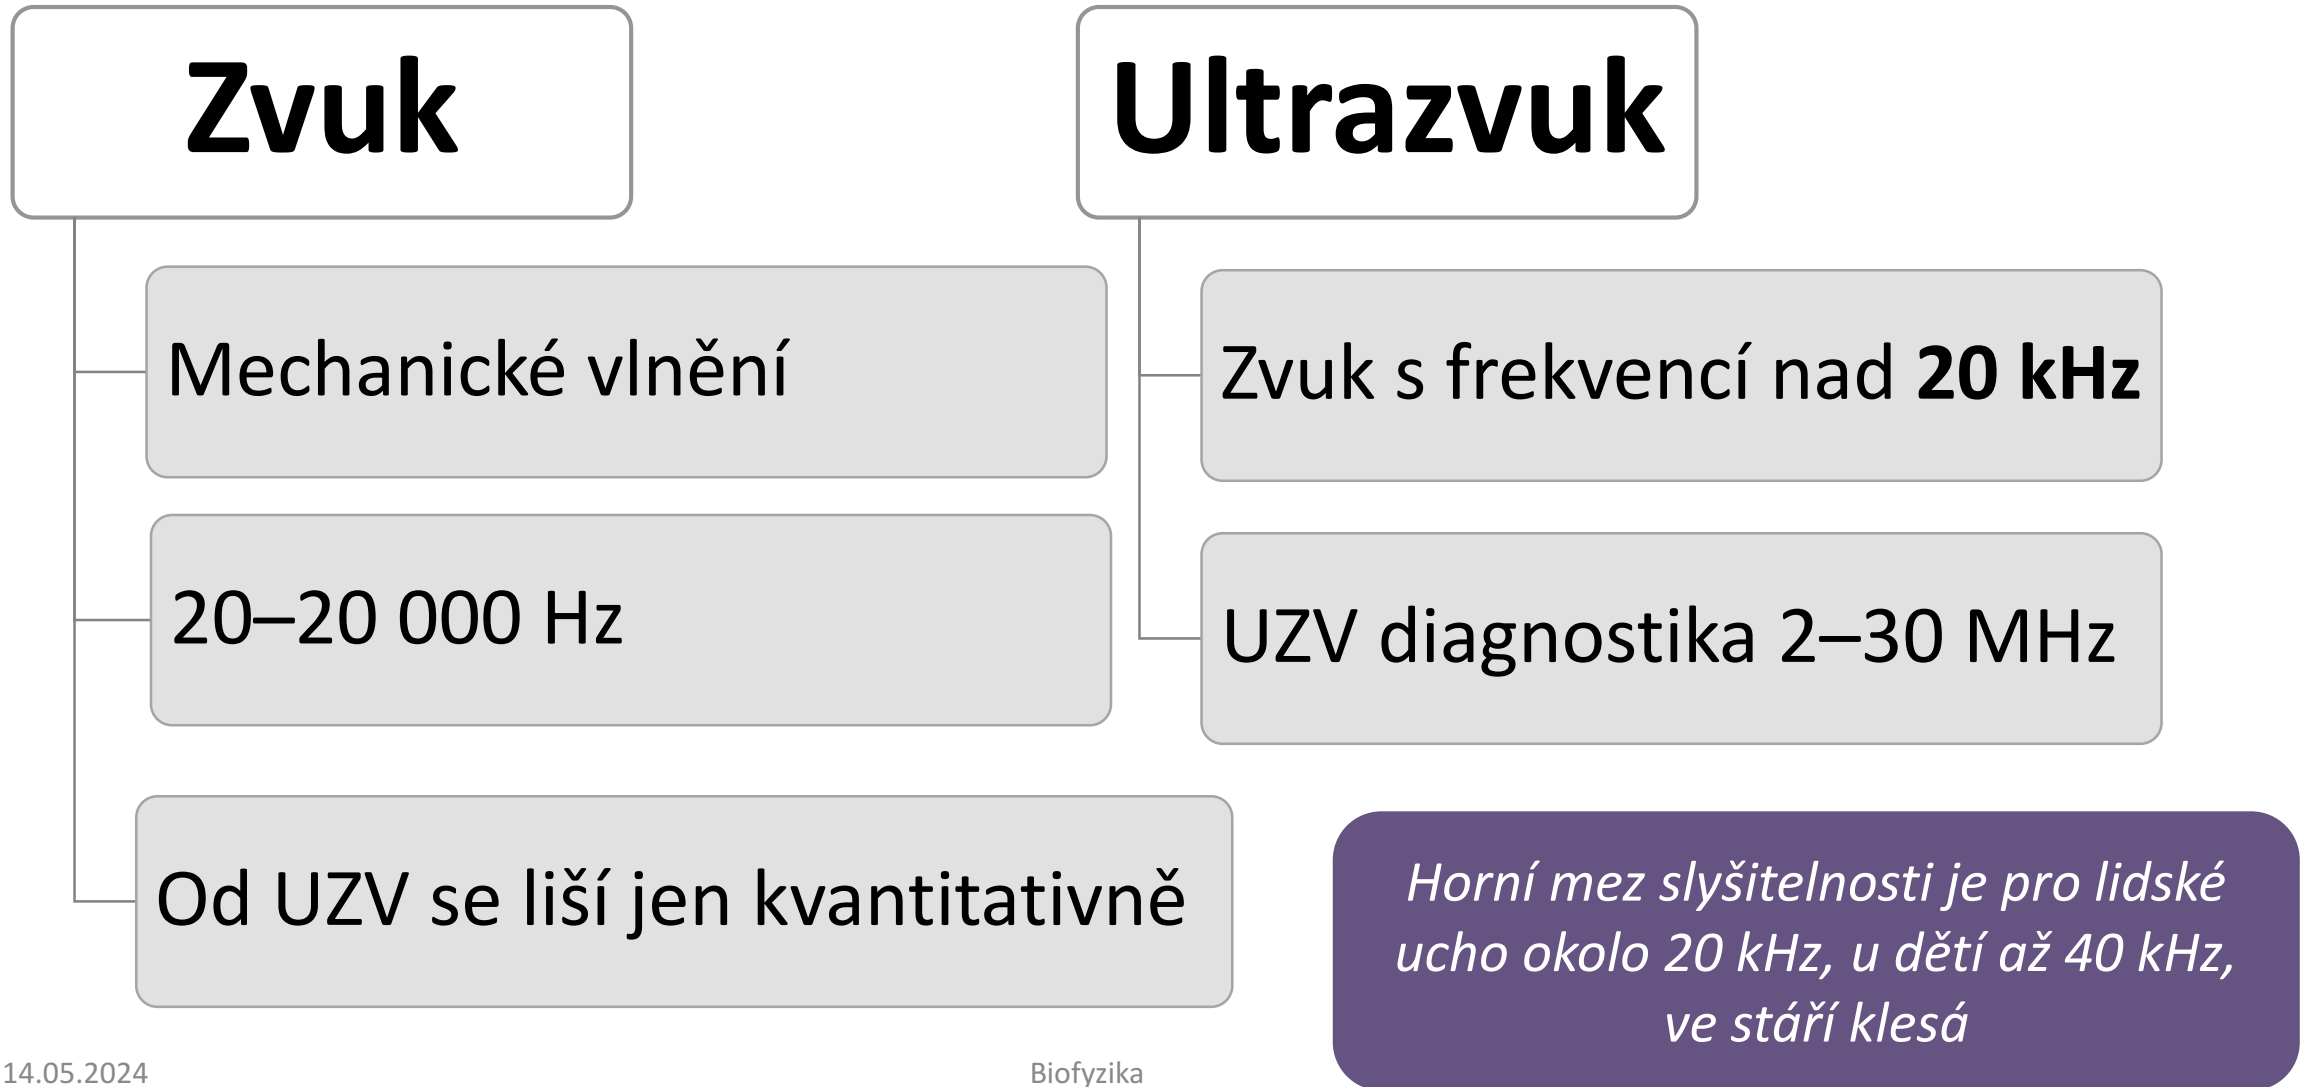 Zvuk
Mechanické vlnění
20–20 000 Hz
Od UZV se liší jen kvantitativně
Ultrazvuk
Zvuk s frekvencí nad 20 kHz
UZV diagnostika 2–30 MHz
Horní mez slyšitelnosti je pro lidské
ucho okolo 20 kHz, u dětí až 40 kHz,
ve stáří klesá
14.05.2024
Biofyzika